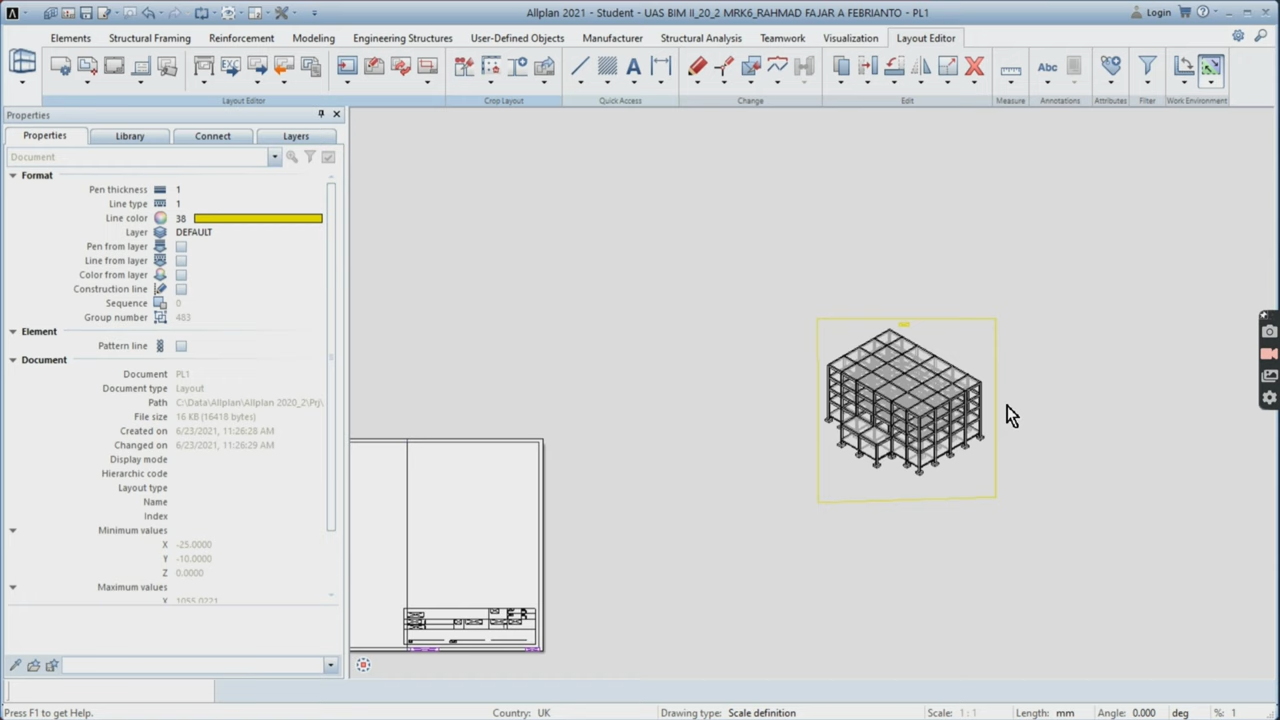 Allplan 2021 - Student - UAS BIM II_20_2 MRK6_RAHMAD FAJAR A FEBRIANTO - PL1
Login
Elements Structural Framing Reinforcement Modeling Engineering Structures User-Defined Objects Manufacturer Structural Analysis Teamwork Visualization Layout Editor
EXC
Abc
Layout Editor Crop Layout Quick Access Change Edit Measure Annotations Attributes Filter Work Environment
Properties
Properties Library Connect Layers
Document
Format
Pen thickness 1
Line type 1
Line color 38
Layer DEFAULT
Pen from layer
Line from layer
Color from layer
Construction line
Sequence 0
Group number 483
Element
Pattern line
Document
Document PL1
Document type Layout
Path C:\Data\Allplan\Allplan 2020_2\Prj\
File size 16 KB (16418 bytes)
Created on 6/23/2021, 11:26:28 AM
Changed on 6/23/2021, 11:26:29 AM
Display mode
Hierarchic code
Layout type
Name
Index
Minimum values
X -25.0000
Y -10.0000
Z 0.0000
Maximum values
X 1055.0221
Press F1 to get Help. Country: UK Drawing type: Scale definition Scale: 1 : 1 Length: mm Angle: 0.000 deg %: 1